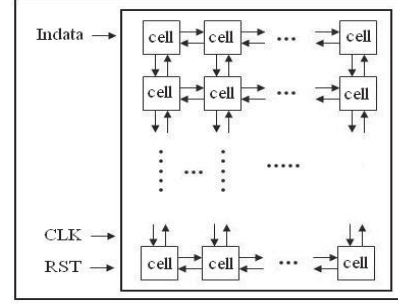 Indata cell cell ... cell
cell cell ... cell
... .....
CLK
RST cell cell ... cell